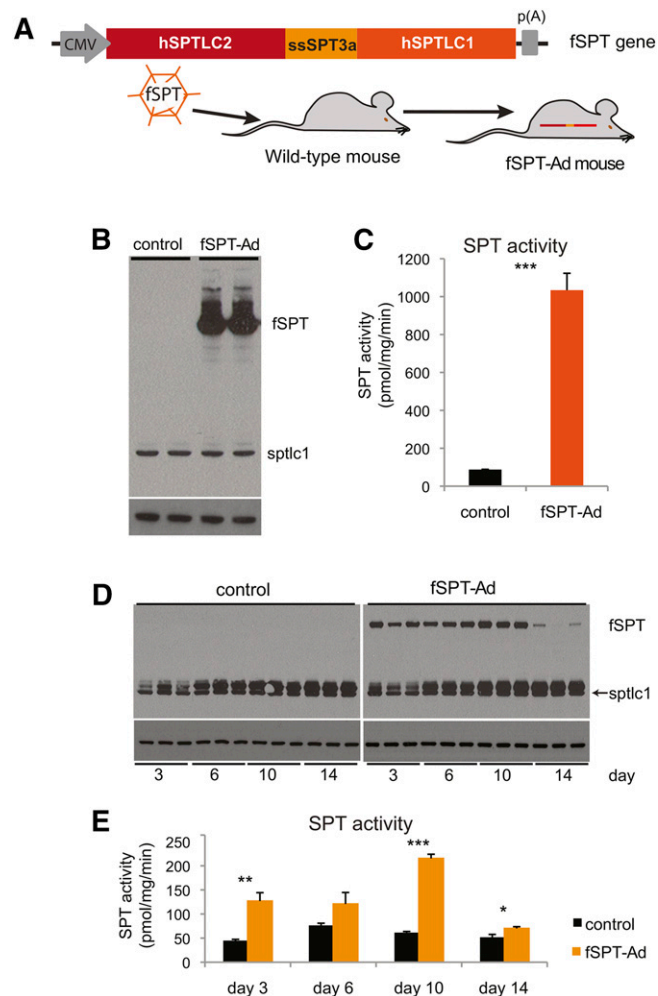 A
CMV
hSPTLC2
ssSPT3a
hSPTLC1
p(A)
fSPT gene
fSPT
Wild-type mouse
fSPT-Ad mouse
B
control fSPT-Ad
fSPT
sptlc1
C
SPT activity
***
SPT activity
(pmol/mg/min)
1200
1000
800
600
400
200
0
control fSPT-Ad
D
control fSPT-Ad
fSPT
sptlc1
3 6 10 14 3 6 10 14 day
E
SPT activity
SPT activity
(pmol/mg/min)
250
200
150
100
50
0
**
***
*
control
fSPT-Ad
day 3 day 6 day 10 day 14